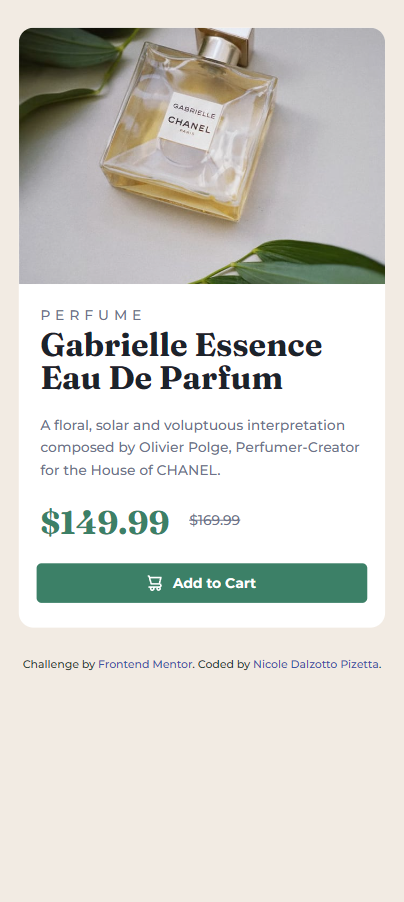 GABRIELLE
CHANEL
PARIS
PERFUME
Gabrielle Essence
Eau De Parfum
A floral, solar and voluptuous interpretation
composed by Olivier Polge, Perfumer-Creator
for the House of CHANEL.
$149.99 $169.99
Add to Cart
Challenge by Frontend Mentor. Coded by Nicole Dalzotto Pizetta.